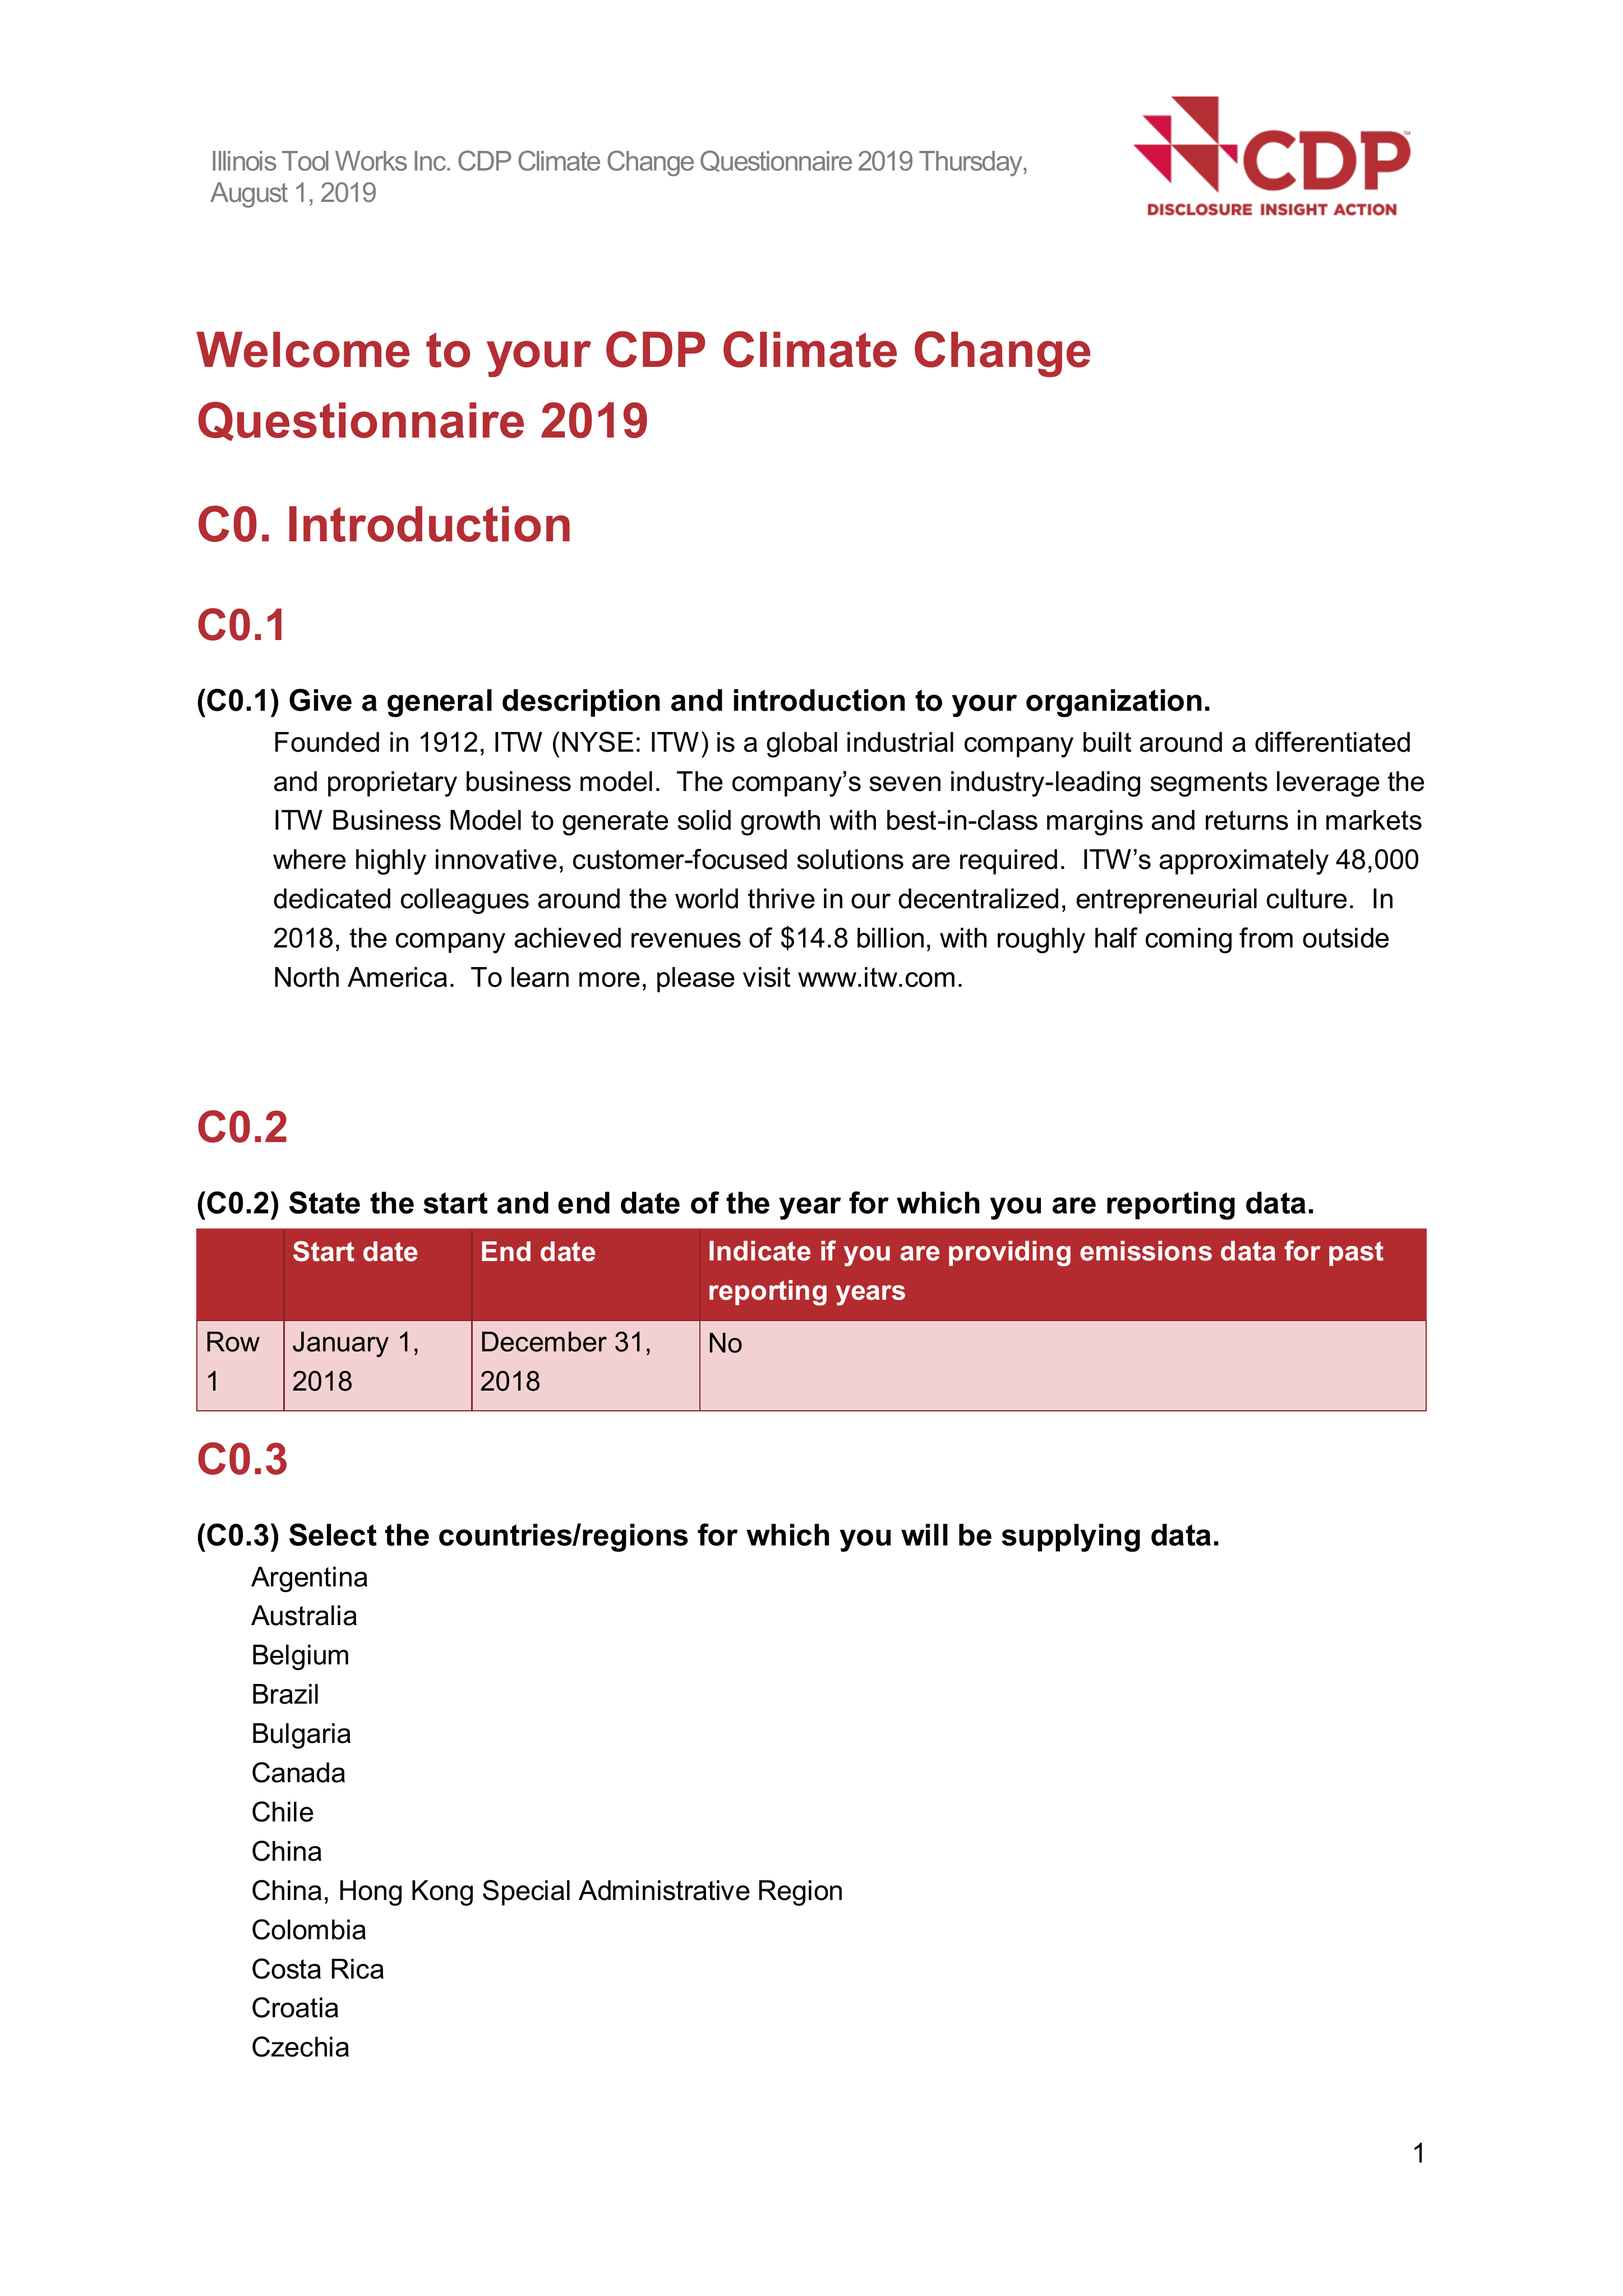 Illinois Tool Works Inc. CDP Climate Change Questionnaire 2019 Thursday,
August 1, 2019
CDP™
DISCLOSURE INSIGHT ACTION
Welcome to your CDP Climate Change
Questionnaire 2019
C0. Introduction
C0.1
(C0.1) Give a general description and introduction to your organization.
Founded in 1912, ITW (NYSE: ITW) is a global industrial company built around a differentiated
and proprietary business model.  The company’s seven industry-leading segments leverage the
ITW Business Model to generate solid growth with best-in-class margins and returns in markets
where highly innovative, customer-focused solutions are required.  ITW’s approximately 48,000
dedicated colleagues around the world thrive in our decentralized, entrepreneurial culture.  In
2018, the company achieved revenues of $14.8 billion, with roughly half coming from outside
North America.  To learn more, please visit www.itw.com.
C0.2
(C0.2) State the start and end date of the year for which you are reporting data.
Start date End date Indicate if you are providing emissions data for past
reporting years
Row January 1, December 31, No
1 2018 2018
C0.3
(C0.3) Select the countries/regions for which you will be supplying data.
Argentina
Australia
Belgium
Brazil
Bulgaria
Canada
Chile
China
China, Hong Kong Special Administrative Region
Colombia
Costa Rica
Croatia
Czechia
1